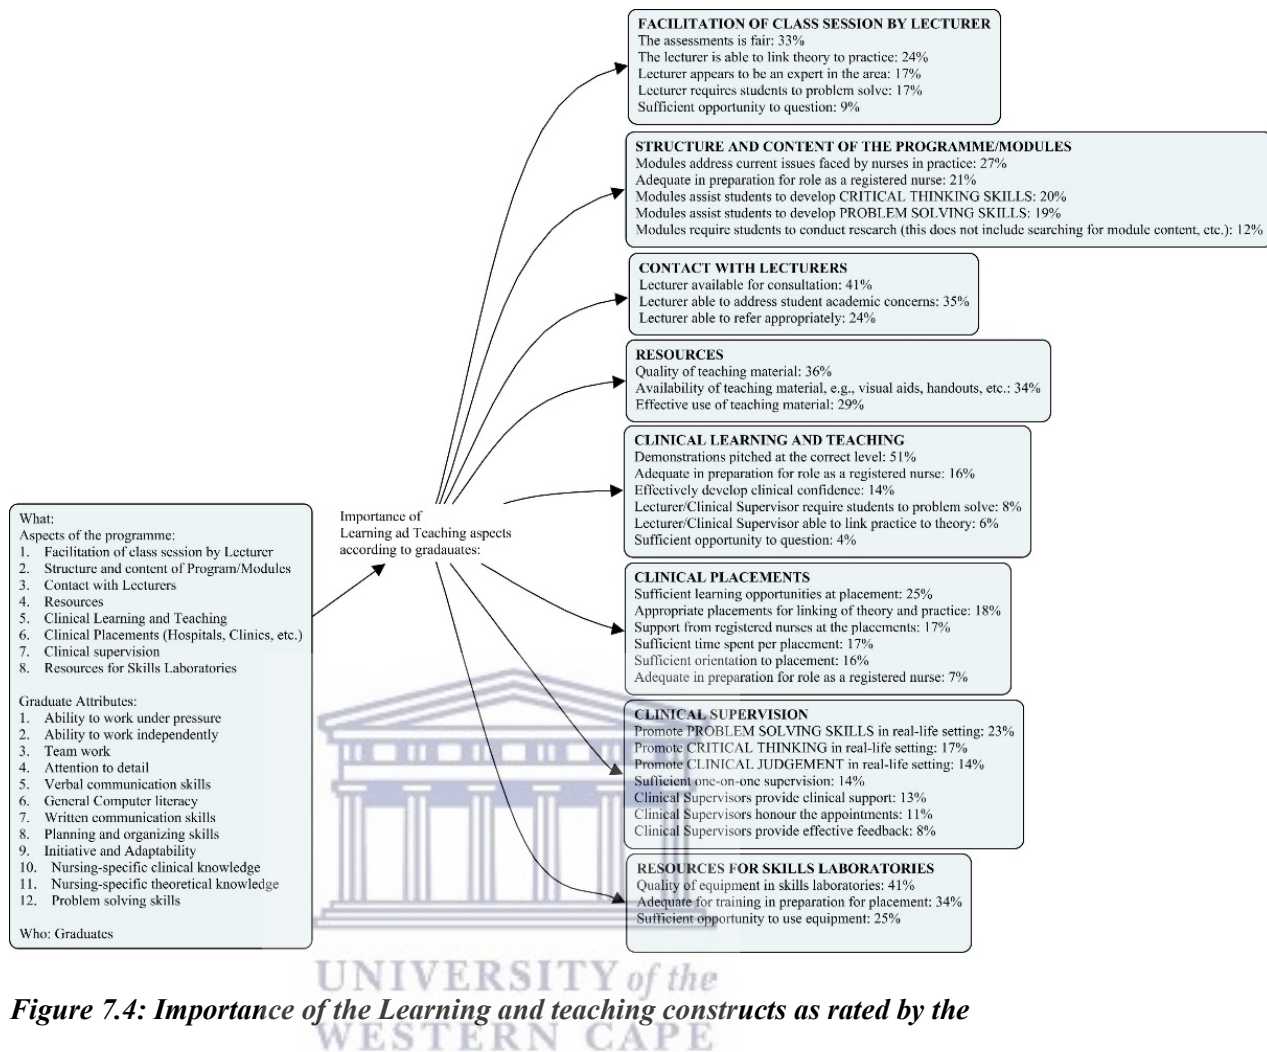 FACILITATION OF CLASS SESSION BY LECTURER
The assessments is fair: 33%
The lecturer is able to link theory to practice: 24%
Lecturer appears to be an expert in the area: 17%
Lecturer requires students to problem solve: 17%
Sufficient opportunity to question: 9%
STRUCTURE AND CONTENT OF THE PROGRAMME/MODULES
Modules address current issues faced by nurses in practice: 27%
Adequate in preparation for role as a registered nurse: 21%
Modules assist students to develop CRITICAL THINKING SKILLS: 20%
Modules assist students to develop PROBLEM SOLVING SKILLS: 19%
Modules require students to conduct research (this does not include searching for module content, etc.): 12%
CONTACT WITH LECTURERS
Lecturer available for consultation: 41%
Lecturer able to address student academic concerns: 35%
Lecturer able to refer appropriately: 24%
RESOURCES
Quality of teaching material: 36%
Availability of teaching material, e.g., visual aids, handouts, etc.: 34%
Effective use of teaching material: 29%
CLINICAL LEARNING AND TEACHING
Demonstrations pitched at the correct level: 51%
Adequate in preparation for role as a registered nurse: 16%
Effectively develop clinical confidence: 14%
Lecturer/Clinical Supervisor require students to problem solve: 8%
Lecturer/Clinical Supervisor able to link practice to theory: 6%
Sufficient opportunity to question: 4%
What:
Aspects of the programme:
1. Facilitation of class session by Lecturer
2. Structure and content of Program/Modules
3. Contact with Lecturers
4. Resources
5. Clinical Learning and Teaching
6. Clinical Placements (Hospitals, Clinics, etc.)
7. Clinical supervision
8. Resources for Skills Laboratories
Graduate Attributes:
1. Ability to work under pressure
2. Ability to work independently
3. Team work
4. Attention to detail
5. Verbal communication skills
6. General Computer literacy
7. Written communication skills
8. Planning and organizing skills
9. Initiative and Adaptability
10. Nursing-specific clinical knowledge
11. Nursing-specific theoretical knowledge
12. Problem solving skills
Who: Graduates
Importance of
Learning ad Teaching aspects
according to gradauates:
CLINICAL PLACEMENTS
Sufficient learning opportunities at placement: 25%
Appropriate placements for linking of theory and practice: 18%
Support from registered nurses at the placements: 17%
Sufficient time spent per placement: 17%
Sufficient orientation to placement: 16%
Adequate in preparation for role as a registered nurse: 7%
CLINICAL SUPERVISION
Promote PROBLEM SOLVING SKILLS in real-life setting: 23%
Promote CRITICAL THINKING in real-life setting: 17%
Promote CLINICAL JUDGEMENT in real-life setting: 14%
Sufficient one-on-one supervision: 14%
Clinical Supervisors provide clinical support: 13%
Clinical Supervisors honour the appointments: 11%
Clinical Supervisors provide effective feedback: 8%
RESOURCES FOR SKILLS LABORATORIES
Quality of equipment in skills laboratories: 41%
Adequate for training in preparation for placement: 34%
Sufficient opportunity to use equipment: 25%
UNIVERSITY of the
Figure 7.4: Importance of the Learning and teaching constructs as rated by the
WESTERN CAPE